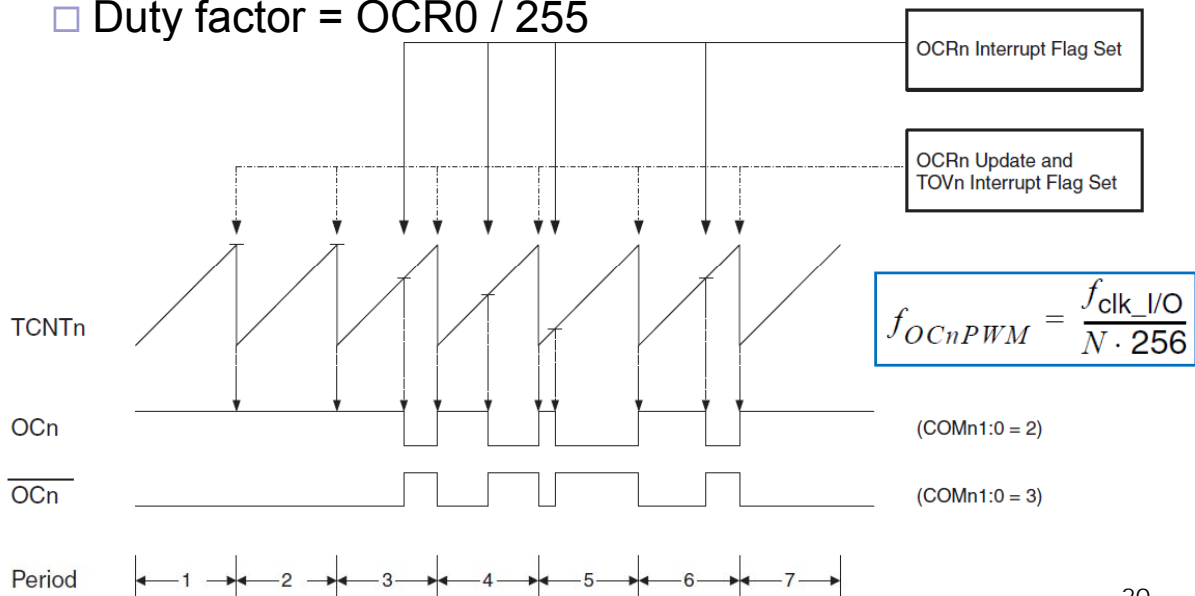 Duty factor = OCR0 / 255
OCRn Interrupt Flag Set
OCRn Update and
TOVn Interrupt Flag Set
TCNTn
f_OCnPWM = f_clk_I/O / (N · 256)
OCn
(COMn1:0 = 2)
O̅C̅n̅
(COMn1:0 = 3)
Period 1 2 3 4 5 6 7